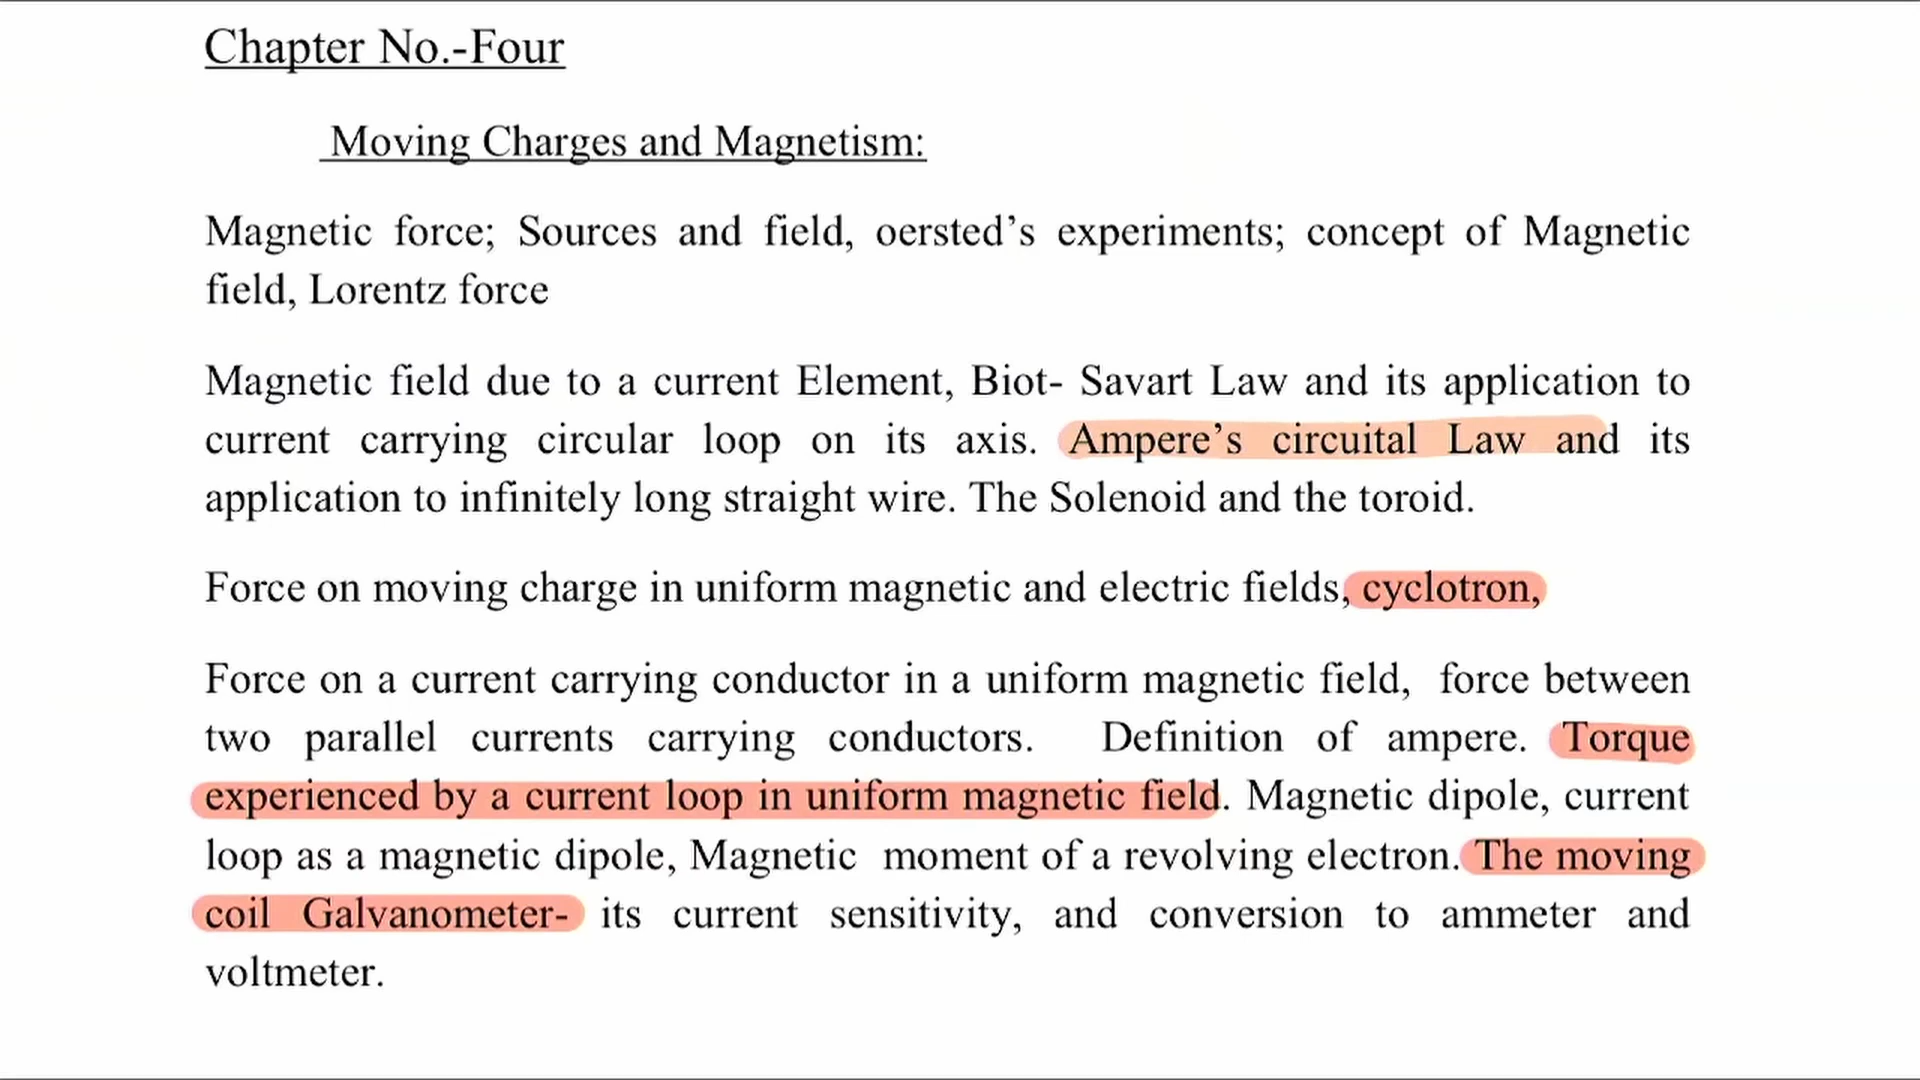 Chapter No.-Four
Moving Charges and Magnetism:
Magnetic force; Sources and field, oersted’s experiments; concept of Magnetic
field, Lorentz force
Magnetic field due to a current Element, Biot- Savart Law and its application to
current carrying circular loop on its axis. Ampere’s circuital Law and its
application to infinitely long straight wire. The Solenoid and the toroid.
Force on moving charge in uniform magnetic and electric fields, cyclotron,
Force on a current carrying conductor in a uniform magnetic field, force between
two parallel currents carrying conductors. Definition of ampere. Torque
experienced by a current loop in uniform magnetic field. Magnetic dipole, current
loop as a magnetic dipole, Magnetic moment of a revolving electron. The moving
coil Galvanometer- its current sensitivity, and conversion to ammeter and
voltmeter.